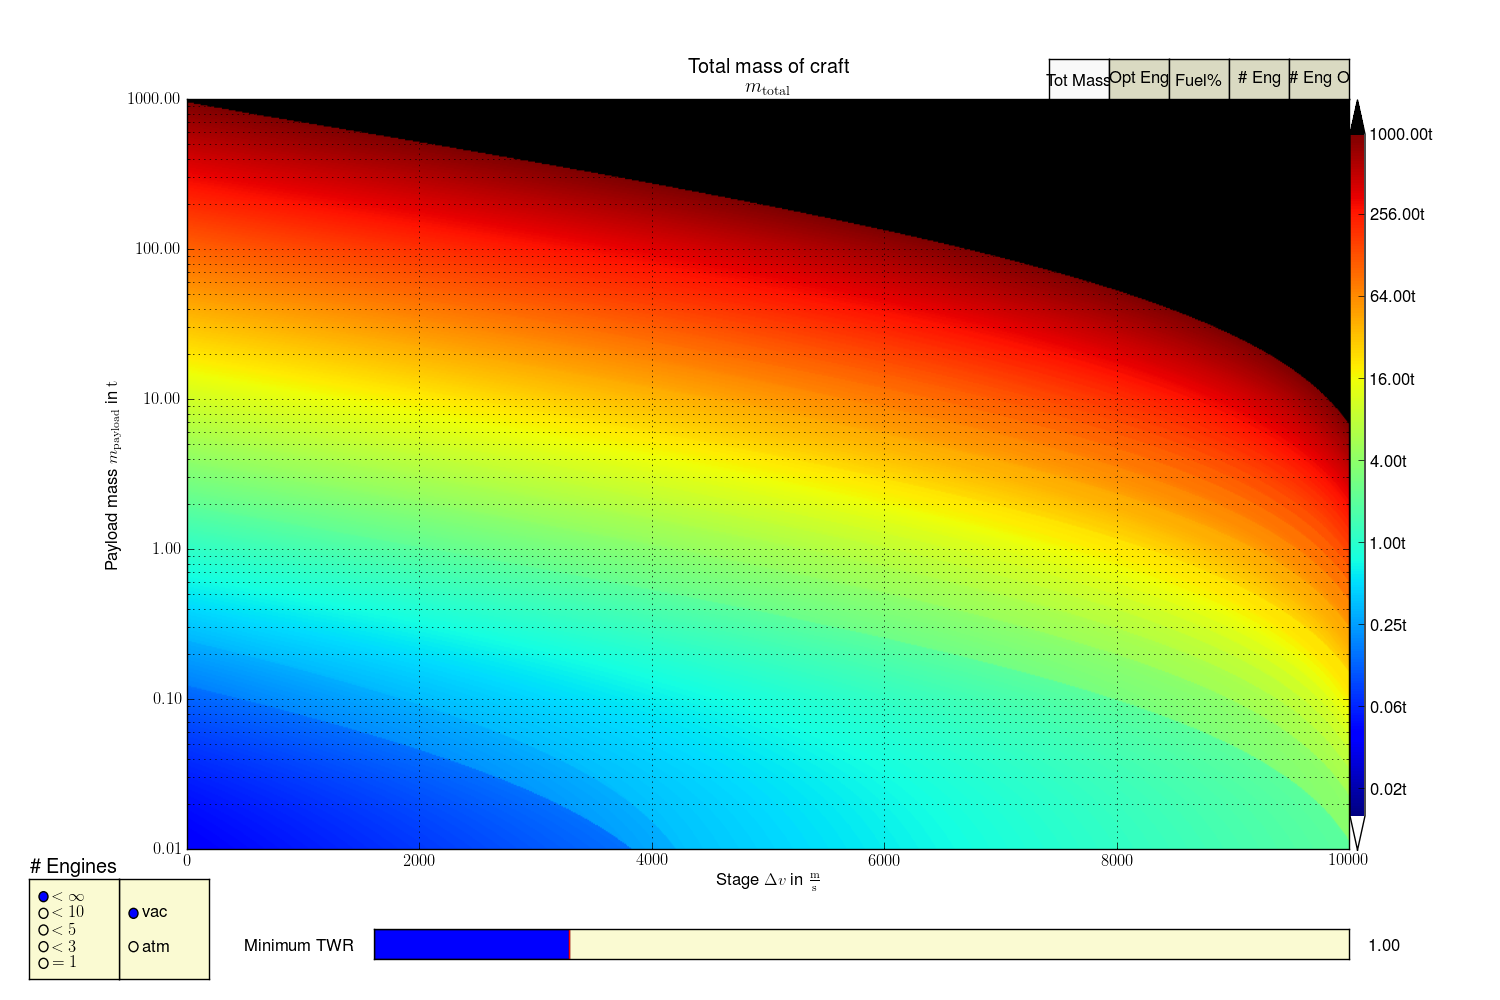 Total mass of craft
m_total
Tot Mass
Opt Eng
Fuel%
# Eng
# Eng O
1000.00
100.00
10.00
1.00
0.10
0.01
Payload mass m_payload in t
0
2000
4000
6000
8000
10000
Stage Δv in m/s
1000.00t
256.00t
64.00t
16.00t
4.00t
1.00t
0.25t
0.06t
0.02t
# Engines
< ∞
< 10
< 5
< 3
= 1
vac
atm
Minimum TWR
1.00